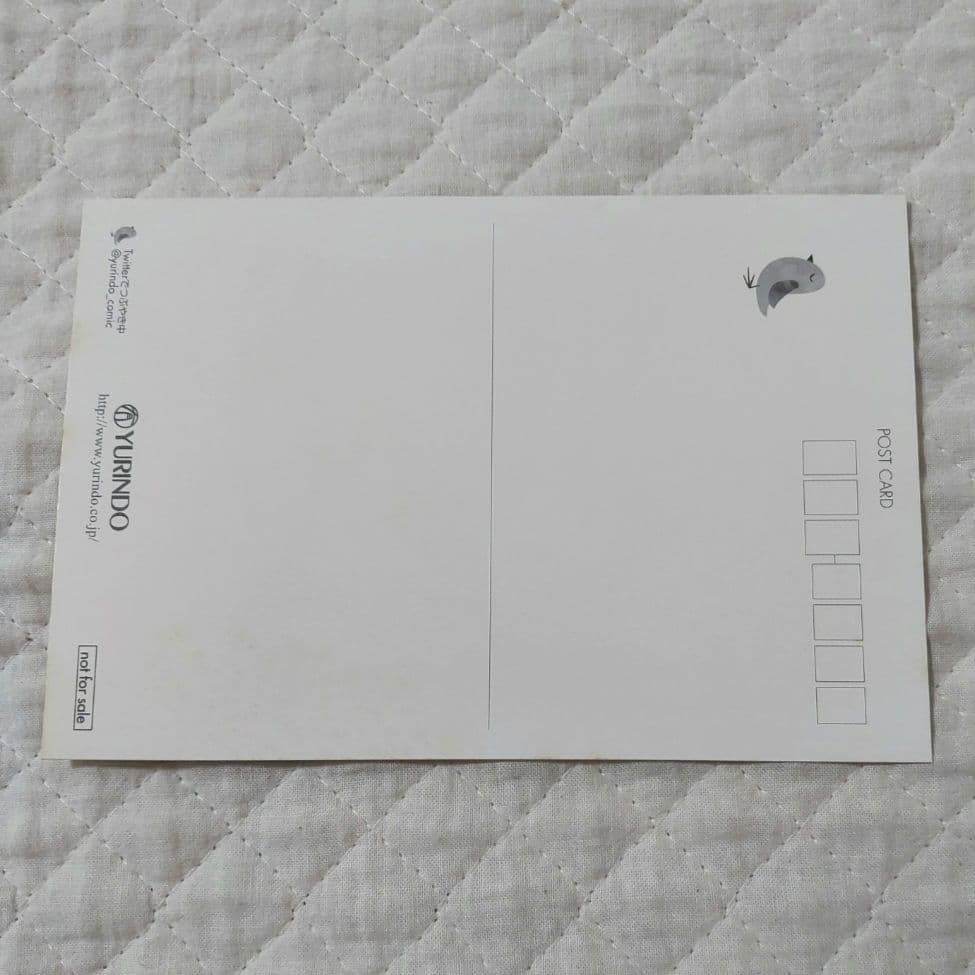 POST CARD
Twitterでつぶやき中
@yurindo_comic
YURINDO
http://www.yurindo.co.jp/
not for sale